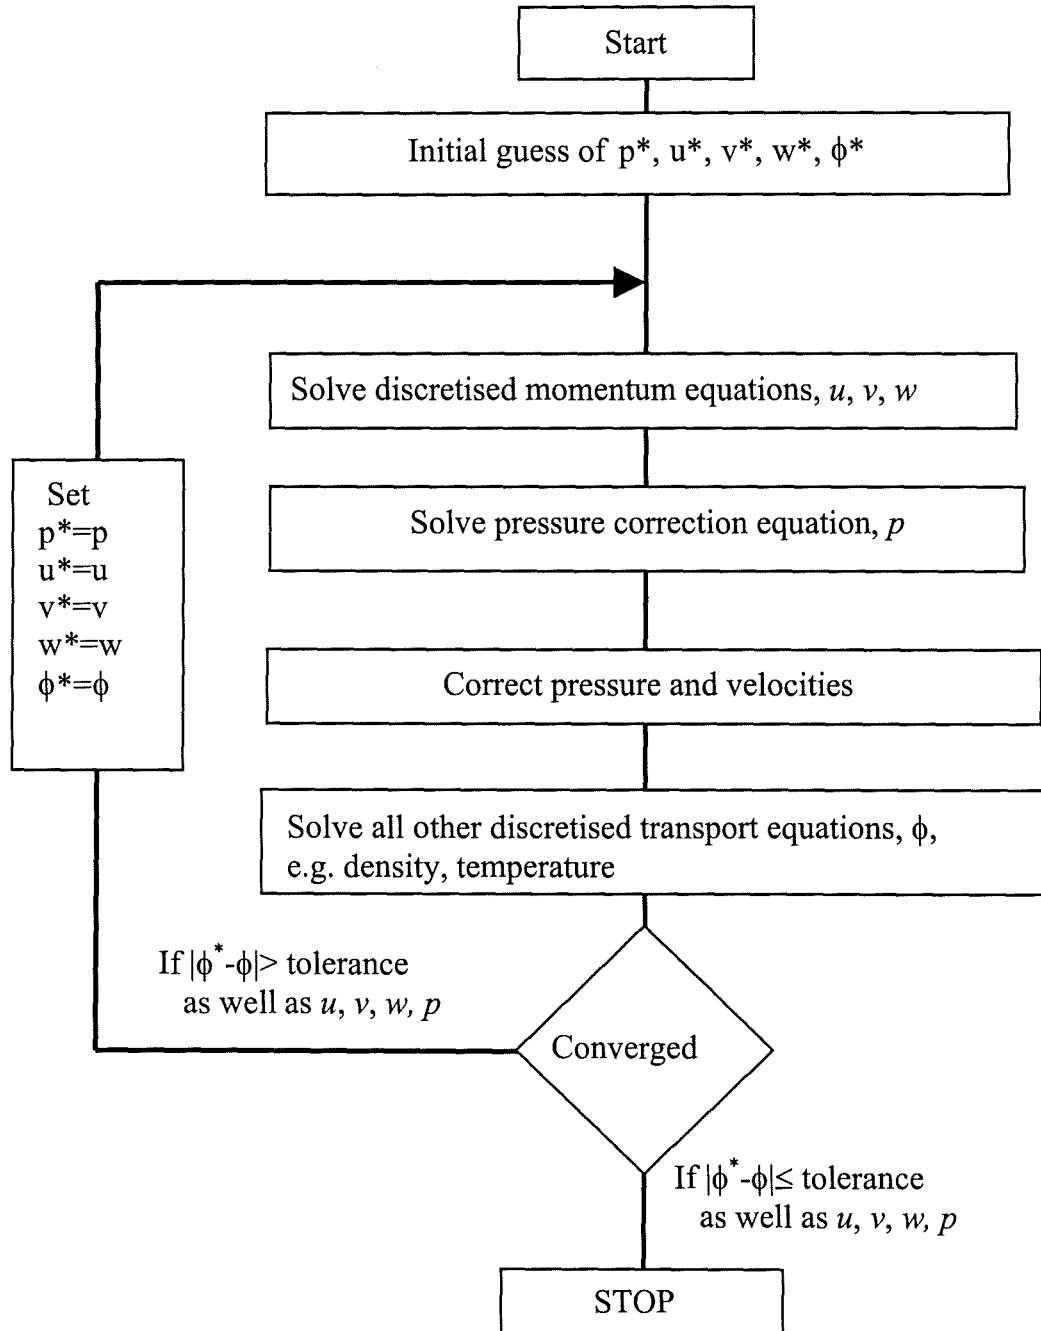 Start
Initial guess of p*, u*, v*, w*, ϕ*
Solve discretised momentum equations, u, v, w
Set
p*=p
u*=u
v*=v
w*=w
ϕ*=ϕ
Solve pressure correction equation, p
Correct pressure and velocities
Solve all other discretised transport equations, ϕ,
e.g. density, temperature
If |ϕ*-ϕ|> tolerance
as well as u, v, w, p
Converged
If |ϕ*-ϕ|≤ tolerance
as well as u, v, w, p
STOP